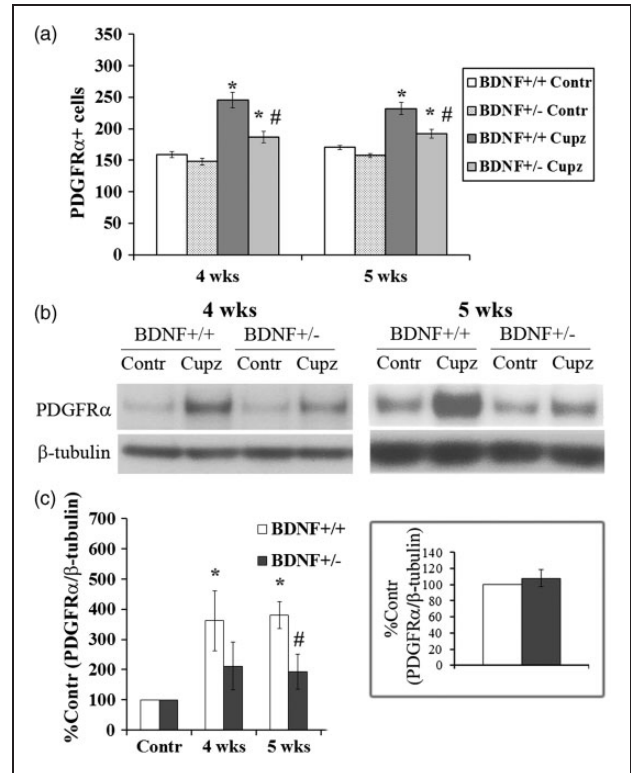 (a)
PDGFRα+ cells
350
300
250
200
150
100
50
0
*
* #
*
* #
4 wks
5 wks
BDNF+/+ Contr
BDNF+/- Contr
BDNF+/+ Cupz
BDNF+/- Cupz
(b)
4 wks
5 wks
BDNF+/+ BDNF+/-
BDNF+/+ BDNF+/-
Contr Cupz Contr Cupz
Contr Cupz Contr Cupz
PDGFRα
β-tubulin
(c)
%Contr (PDGFRα/β-tubulin)
700
600
500
400
300
200
100
0
*
*
#
Contr 4 wks 5 wks
BDNF+/+
BDNF+/-
%Contr
(PDGFRα/β-tubulin)
140
120
100
80
60
40
20
0